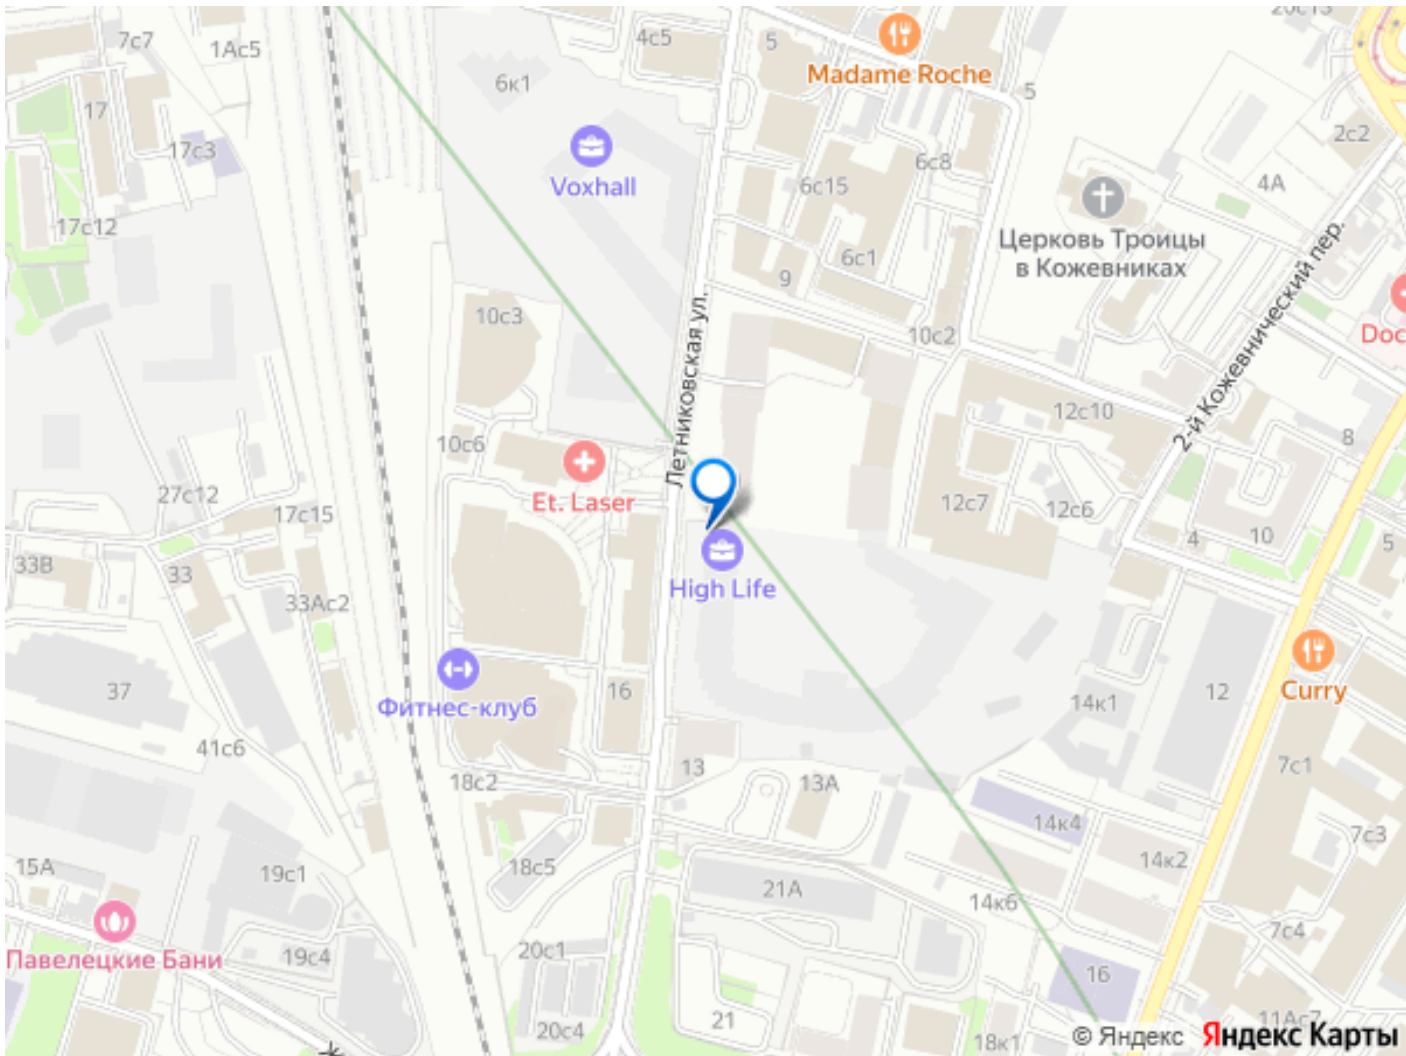 20с13
7с7
1Ас5
4с5
5
Madame Roche
6к1
5
17
2с2
17с3
Voxhall
6с8
6с15
4А
17с12
Церковь Троицы
в Кожевниках
6с1
9
10с3
10с2
Летниковская ул.
2-й Кожевнический пер.
Doc
12с10
8
10с6
Et. Laser
27с12
17с15
12с7
12с6
4
10
5
33В
33
High Life
33Ас2
37
Фитнес-клуб
16
14к1
12
Curry
41с6
18с2
13
13А
7с1
14к4
7с3
15А
19с1
18с5
21А
14к2
14к6
Павелецкие Бани
19с4
20с1
7с4
16
20с4
21
18к1
11Ас7
© Яндекс
Яндекс Карты